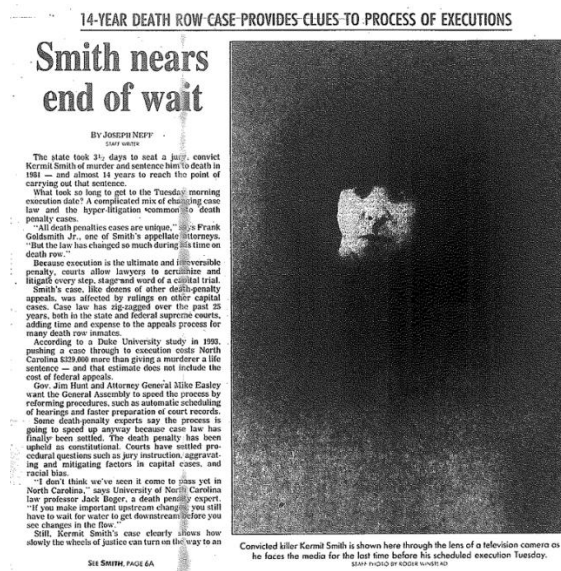 14-YEAR DEATH ROW CASE PROVIDES CLUES TO PROCESS OF EXECUTIONS
Smith nears
end of wait
BY JOSEPH NEFF
STAFF WRITER
The state took 3½ days to seat a jury, convict
Kermit Smith of murder and sentence him to death in
1981 — and almost 14 years to reach the point of
carrying out that sentence.
What took so long to get to the Tuesday morning
execution date? A complicated mix of changing case
law and the hyper-litigation common to death
penalty cases.
"All death penalties cases are unique," says Frank
Goldsmith Jr., one of Smith's appellate attorneys.
"But the law has changed so much during his time on
death row."
Because execution is the ultimate and irreversible
penalty, courts allow lawyers to scrutinize and
litigate every step, stage and word of a capital trial.
Smith's case, like dozens of other death-penalty
appeals, was affected by rulings on other capital
cases. Case law has zig-zagged over the past 25
years, both in the state and federal supreme courts,
adding time and expense to the appeals process for
many death row inmates.
According to a Duke University study in 1993,
pushing a case through to execution costs North
Carolina $329,000 more than giving a murderer a life
sentence — and that estimate does not include the
cost of federal appeals.
Gov. Jim Hunt and Attorney General Mike Easley
want the General Assembly to speed the process by
reforming procedures, such as automatic scheduling
of hearings and faster preparation of court records.
Some death-penalty experts say the process is
going to speed up anyway because case law has
finally been settled. The death penalty has been
upheld as constitutional. Courts have settled pro-
cedural questions such as jury instruction, aggravat-
ing and mitigating factors in capital cases, and
racial bias.
"I don't think we've seen it come to pass yet in
North Carolina," says University of North Carolina
law professor Jack Boger, a death penalty expert.
"If you make important upstream changes, you still
have to wait for water to get downstream before you
see changes in the flow."
Still, Kermit Smith's case clearly shows how
slowly the wheels of justice can turn on the way to an
SEE SMITH, PAGE 6A
Convicted killer Kermit Smith is shown here through the lens of a television camera as
he faces the media for the last time before his scheduled execution Tuesday.
STAFF PHOTO BY ROGER WINSTEAD